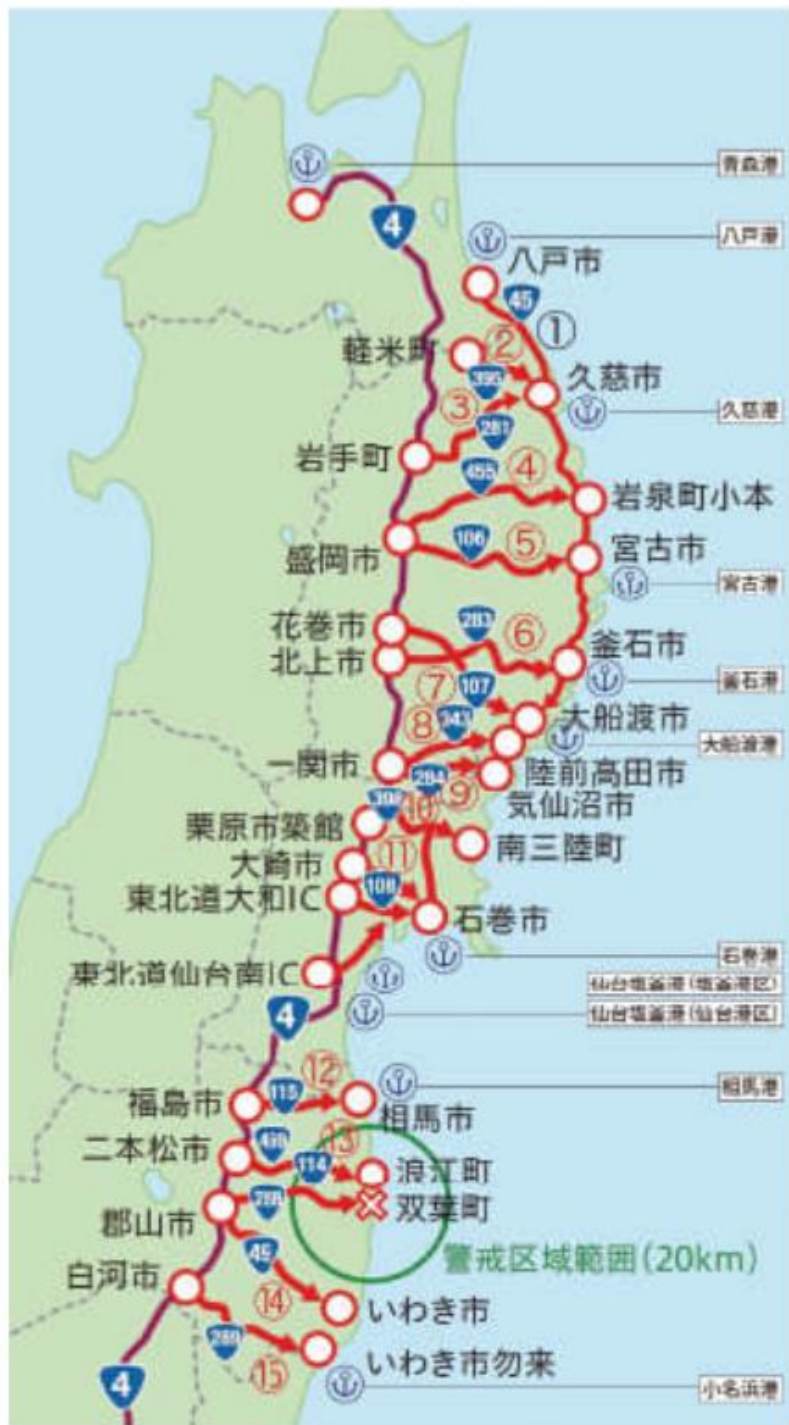 青森港
4
八戸港
八戸市
45
①
軽米町
②
395
久慈市
③
281
久慈港
岩手町
455
④
岩泉町小本
盛岡市
106
⑤
宮古市
宮古港
花巻市
283
⑥
北上市
釜石市
釜石港
⑦
107
⑧
343
大船渡市
大船渡港
一関市
284
⑨
陸前高田市
気仙沼市
398
⑩
栗原市築館
南三陸町
大崎市
⑪
108
東北道大和IC
石巻市
石巻港
東北道仙台南IC
仙台塩釜港(塩釜港区)
仙台塩釜港(仙台港区)
4
⑫
115
相馬港
福島市
相馬市
二本松市
459
⑬
114
浪江町
288
双葉町
郡山市
49
警戒区域範囲(20km)
白河市
⑭
いわき市
289
⑮
いわき市勿来
4
小名浜港